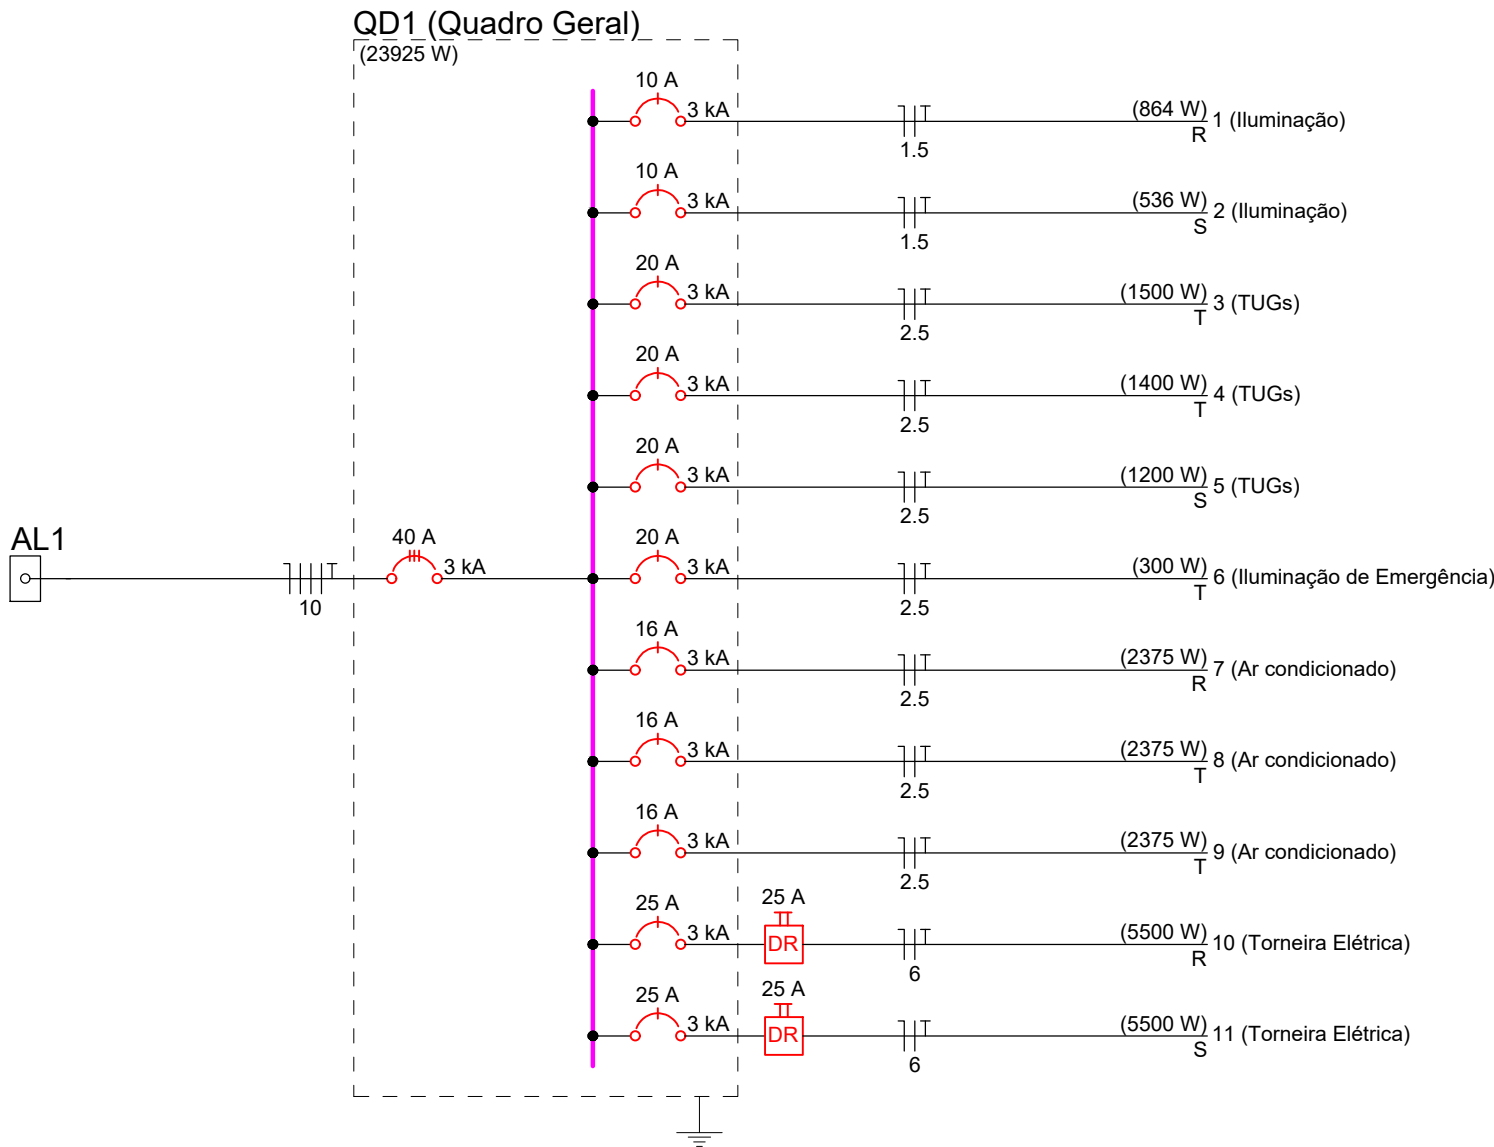 QD1 (Quadro Geral)
(23925 W)
10 A
3 kA
1.5
(864 W)
R
1 (Iluminação)
10 A
3 kA
1.5
(536 W)
S
2 (Iluminação)
20 A
3 kA
2.5
(1500 W)
T
3 (TUGs)
20 A
3 kA
2.5
(1400 W)
T
4 (TUGs)
20 A
3 kA
2.5
(1200 W)
S
5 (TUGs)
AL1
10
40 A
3 kA
20 A
3 kA
2.5
(300 W)
T
6 (Iluminação de Emergência)
16 A
3 kA
2.5
(2375 W)
R
7 (Ar condicionado)
16 A
3 kA
2.5
(2375 W)
T
8 (Ar condicionado)
16 A
3 kA
2.5
(2375 W)
T
9 (Ar condicionado)
25 A
3 kA
25 A
DR
6
(5500 W)
R
10 (Torneira Elétrica)
25 A
3 kA
25 A
DR
6
(5500 W)
S
11 (Torneira Elétrica)